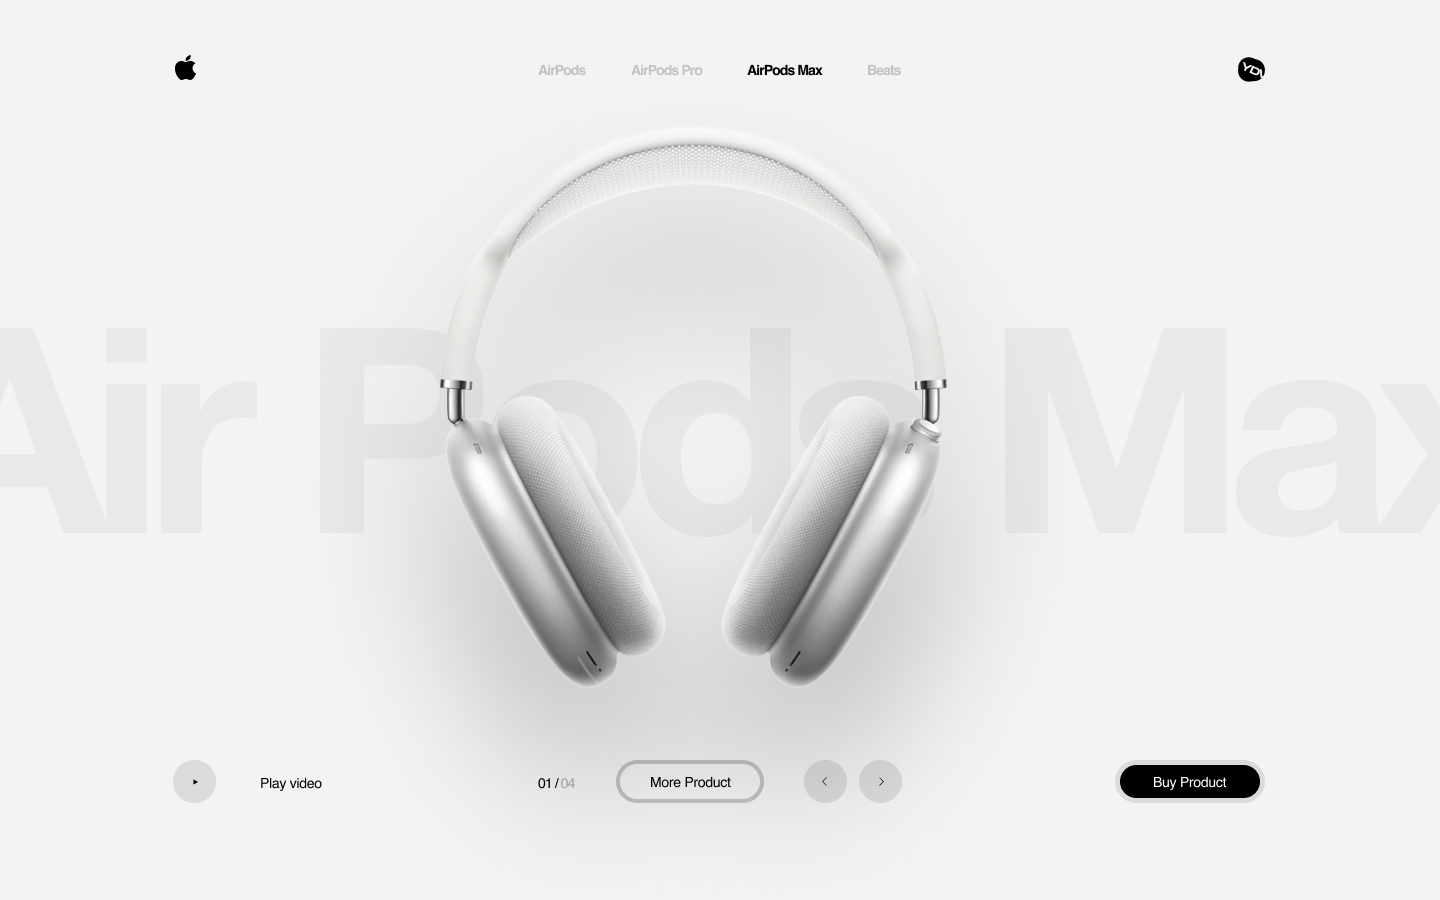 AirPods
AirPods Pro
AirPods Max
Beats
Air Pods Max
Play video
01 / 04
More Product
Buy Product